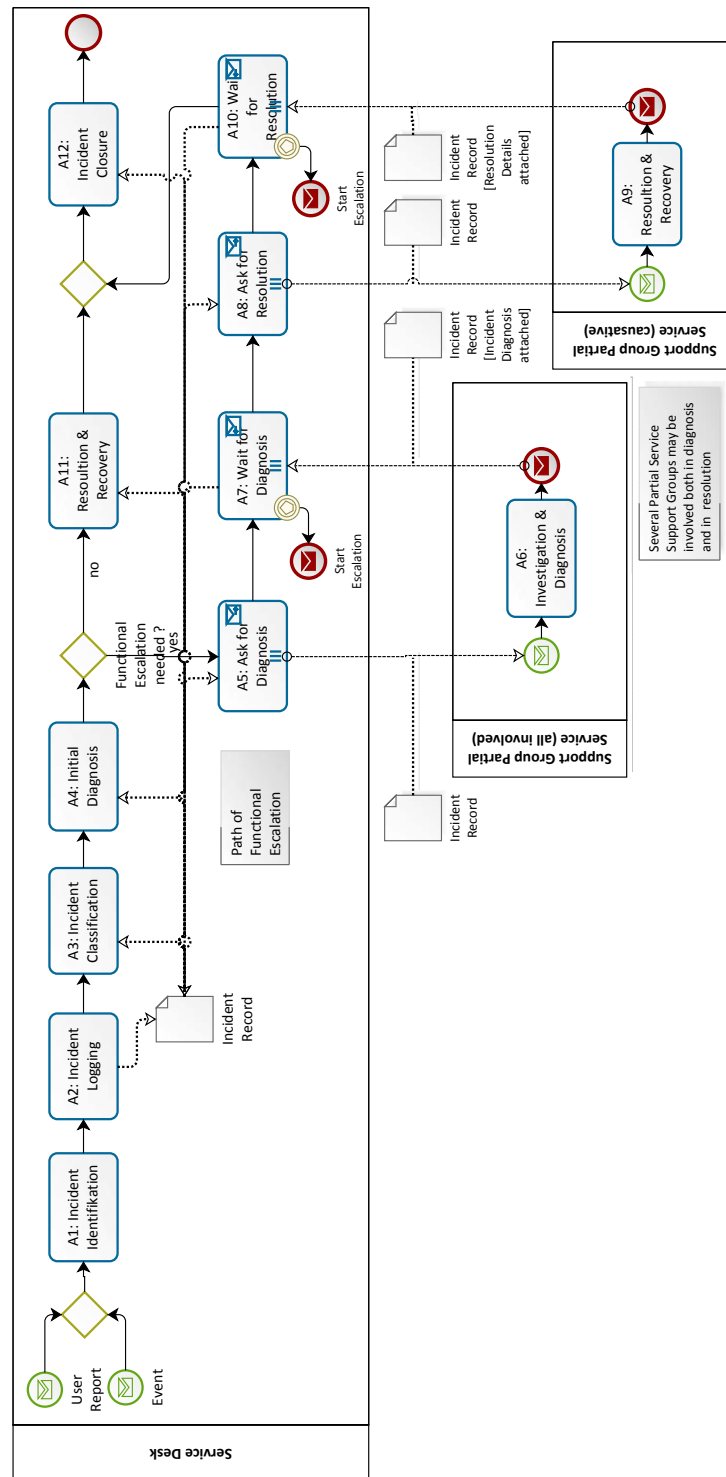 Service Desk
User
Report
Event
A1: Incident
Identifikation
A2: Incident
Logging
Incident
Record
A3: Incident
Classification
A4: Initial
Diagnosis
Functional
Escalation
needed ?
yes
no
Path of
Functional
Escalation
A5: Ask for
Diagnosis
A7: Wait for
Diagnosis
Start
Escalation
A8: Ask for
Resolution
A10: Wait
for
Resolution
Start
Escalation
A11:
Resoultion &
Recovery
A12:
Incident
Closure
Incident
Record
Incident
Record
[Incident
Diagnosis
attached]
Incident
Record
Incident
Record
[Resolution
Details
attached]
Support Group Partial
Service (all involved)
A6:
Investigation &
Diagnosis
Support Group Partial
Service (causative)
A9:
Resoultion &
Recovery
Several Partial Service
Support Groups may be
involved both in diagnosis
and in resolution